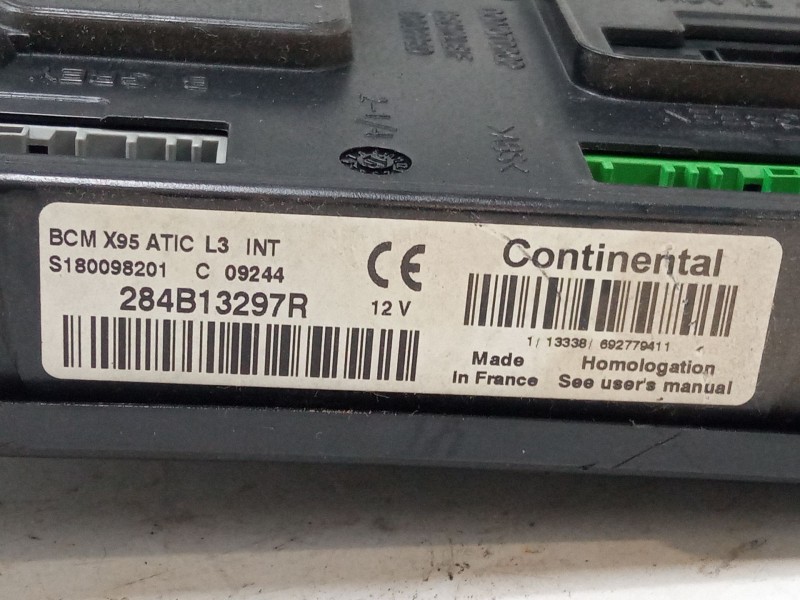 BCM X95 ATIC L3 INT
S180098201 C 09244
284B13297R
CE
12 V
Continental
1/ 13338/ 692779411
Made
In France
Homologation
See user's manual